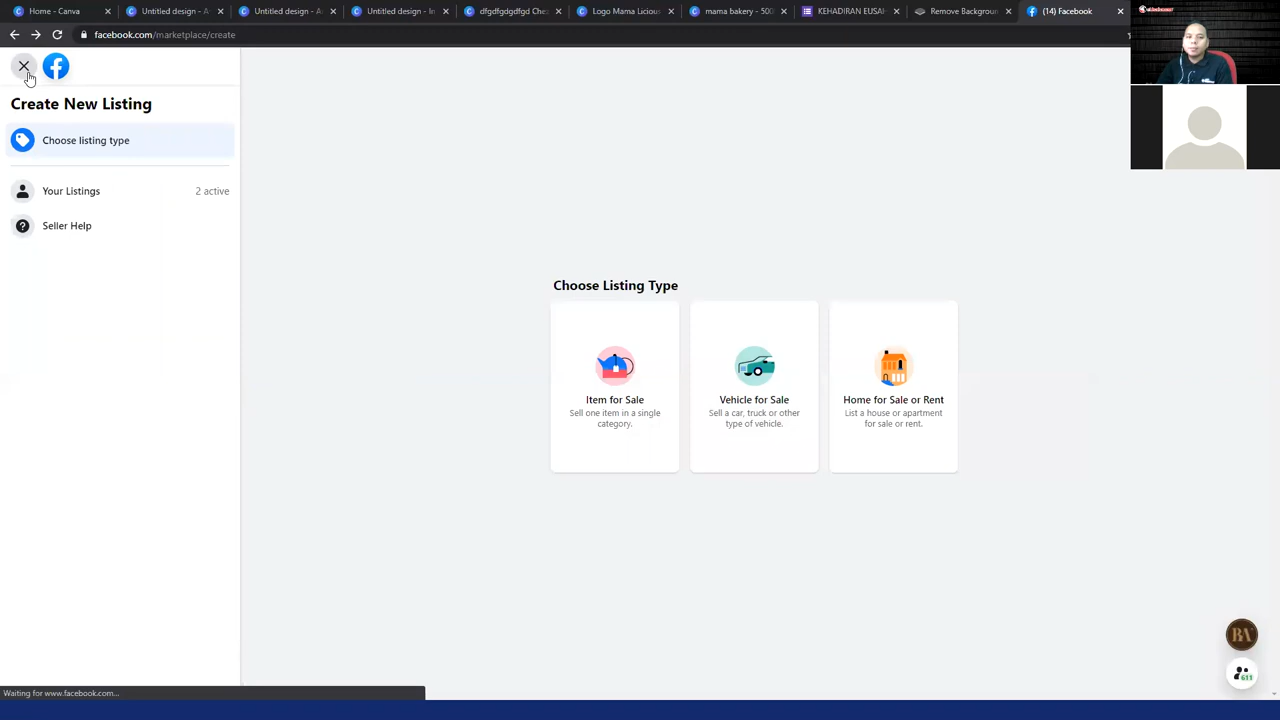 Home - Canva
Untitled design - A
Untitled design - A
Untitled design - In
dfgdfgdgdfgd Che
Logo Mama Licious
mama bakery - 500
KEHADIRAN EUSAH
Remove Backgroun
(14) Facebook
facebook.com/marketplace/create
Create New Listing
Choose listing type
Your Listings 2 active
Seller Help
Choose Listing Type
Item for Sale
Sell one item in a single
category.
Vehicle for Sale
Sell a car, truck or other
type of vehicle.
Home for Sale or Rent
List a house or apartment
for sale or rent.
611
Waiting for www.facebook.com...